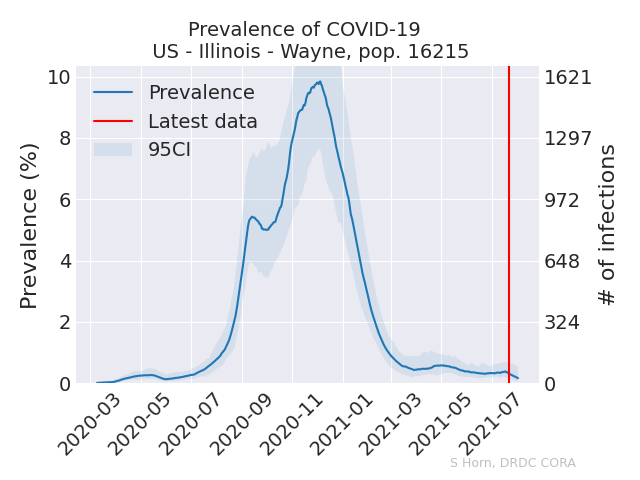 Prevalence of COVID-19
US - Illinois - Wayne, pop. 16215
Prevalence (%)
10
8
6
4
2
0
Prevalence
Latest data
95CI
1621
1297
972
648
324
0
# of infections
2020-03
2020-05
2020-07
2020-09
2020-11
2021-01
2021-03
2021-05
2021-07
S Horn, DRDC CORA